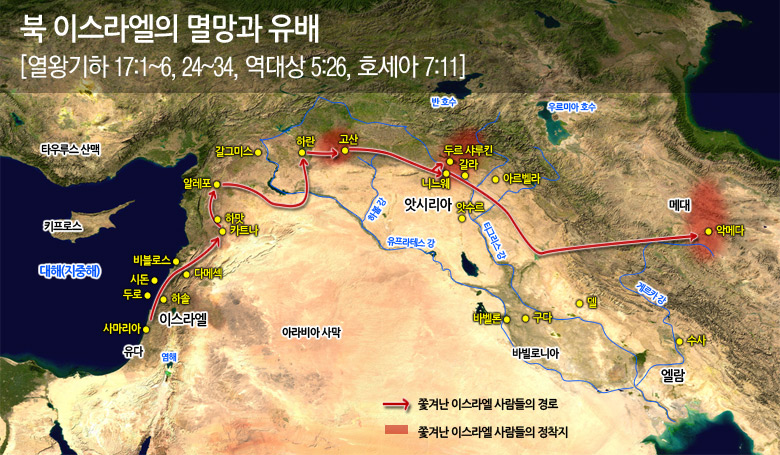 북 이스라엘의 멸망과 유배
[열왕기하 17:1~6, 24~34, 역대상 5:26, 호세아 7:11]
반 호수
우르미아 호수
타우루스 산맥
갈그미스
하란
고산
두르 샤루킨
갈라
니느웨
아르벨라
알레포
하맛
카트나
하볼 강
앗시리아
앗수르
메대
악메다
키프로스
유프라테스 강
티그리스 강
대해(지중해)
비블로스
시돈
다메섹
두로
하솔
게르카 강
델
사마리아
이스라엘
아라비아 사막
바벨론
구다
수사
유다
염해
바빌로니아
엘람
쫓겨난 이스라엘 사람들의 경로
쫓겨난 이스라엘 사람들의 정착지